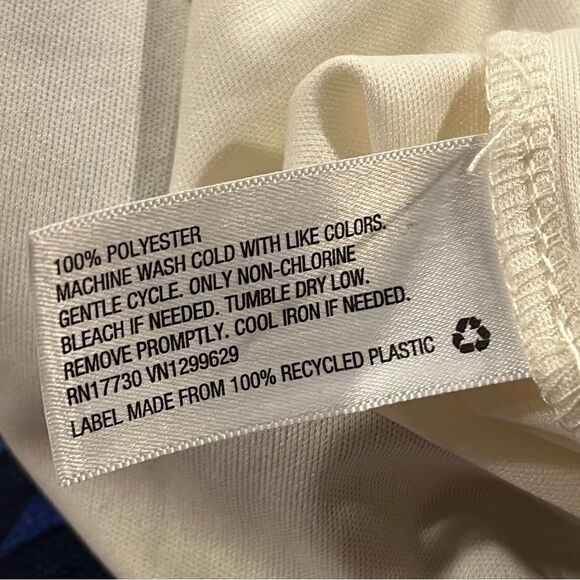 100% POLYESTER
MACHINE WASH COLD WITH LIKE COLORS.
GENTLE CYCLE. ONLY NON-CHLORINE
BLEACH IF NEEDED. TUMBLE DRY LOW.
REMOVE PROMPTLY. COOL IRON IF NEEDED.
RN17730 VN1299629
LABEL MADE FROM 100% RECYCLED PLASTIC